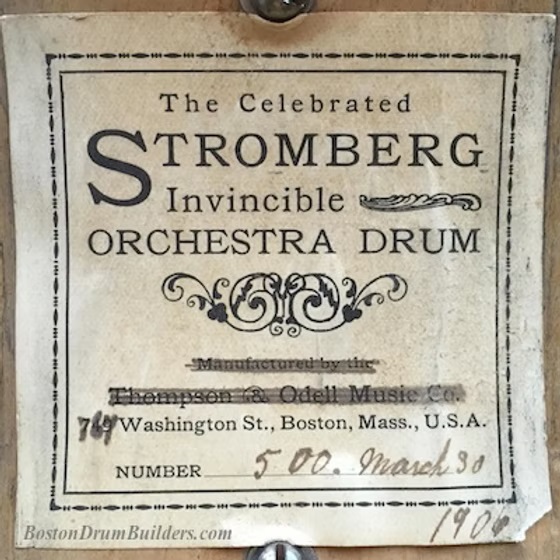 The Celebrated
STROMBERG
Invincible
ORCHESTRA DRUM
Manufactured by the
Thompson & Odell Music Co.
Washington St., Boston, Mass., U.S.A.
NUMBER 500. March 30
1906
BostonDrumBuilders.com